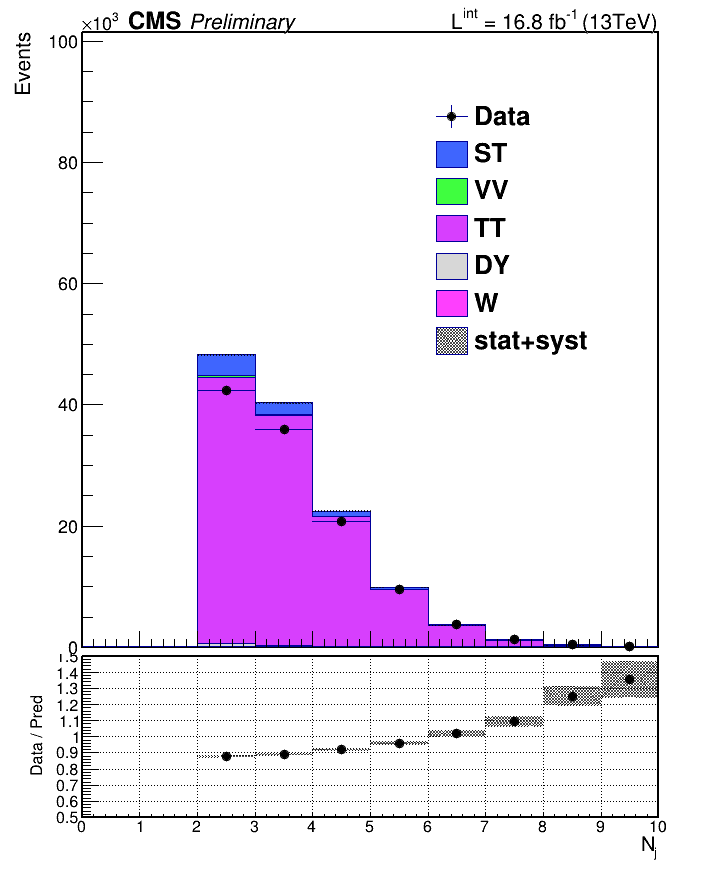 ×10³ CMS Preliminary L^int = 16.8 fb⁻¹ (13TeV)
Events
100
80
60
40
20
0
Data
ST
VV
TT
DY
W
stat+syst
Data / Pred
1.5
1.4
1.3
1.2
1.1
1
0.9
0.8
0.7
0.6
0.5
0 1 2 3 4 5 6 7 8 9 10
N_j